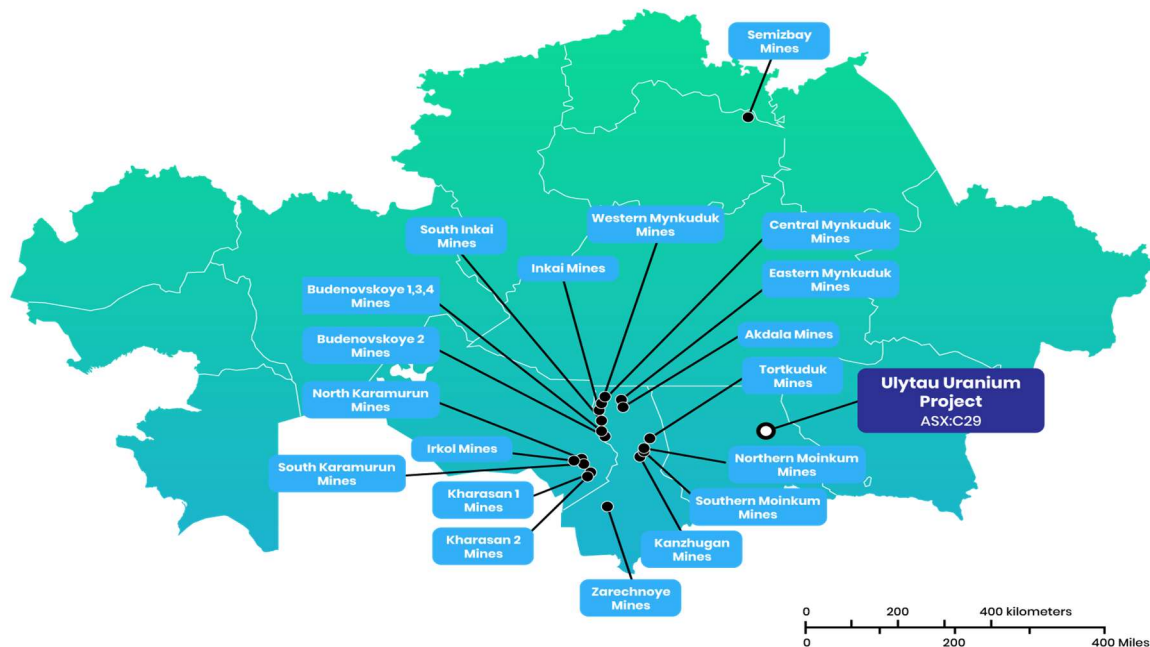 Semizbay
Mines
Western Mynkuduk
Mines
Central Mynkuduk
Mines
South Inkai
Mines
Inkai Mines
Eastern Mynkuduk
Mines
Budenovskoye 1,3,4
Mines
Akdala Mines
Budenovskoye 2
Mines
Tortkuduk
Mines
Ulytau Uranium
Project
ASX:C29
North Karamurun
Mines
Irkol Mines
Northern Moinkum
Mines
South Karamurun
Mines
Kharasan 1
Mines
Southern Moinkum
Mines
Kharasan 2
Mines
Kanzhugan
Mines
Zarechnoye
Mines
0 200 400 kilometers
0 200 400 Miles